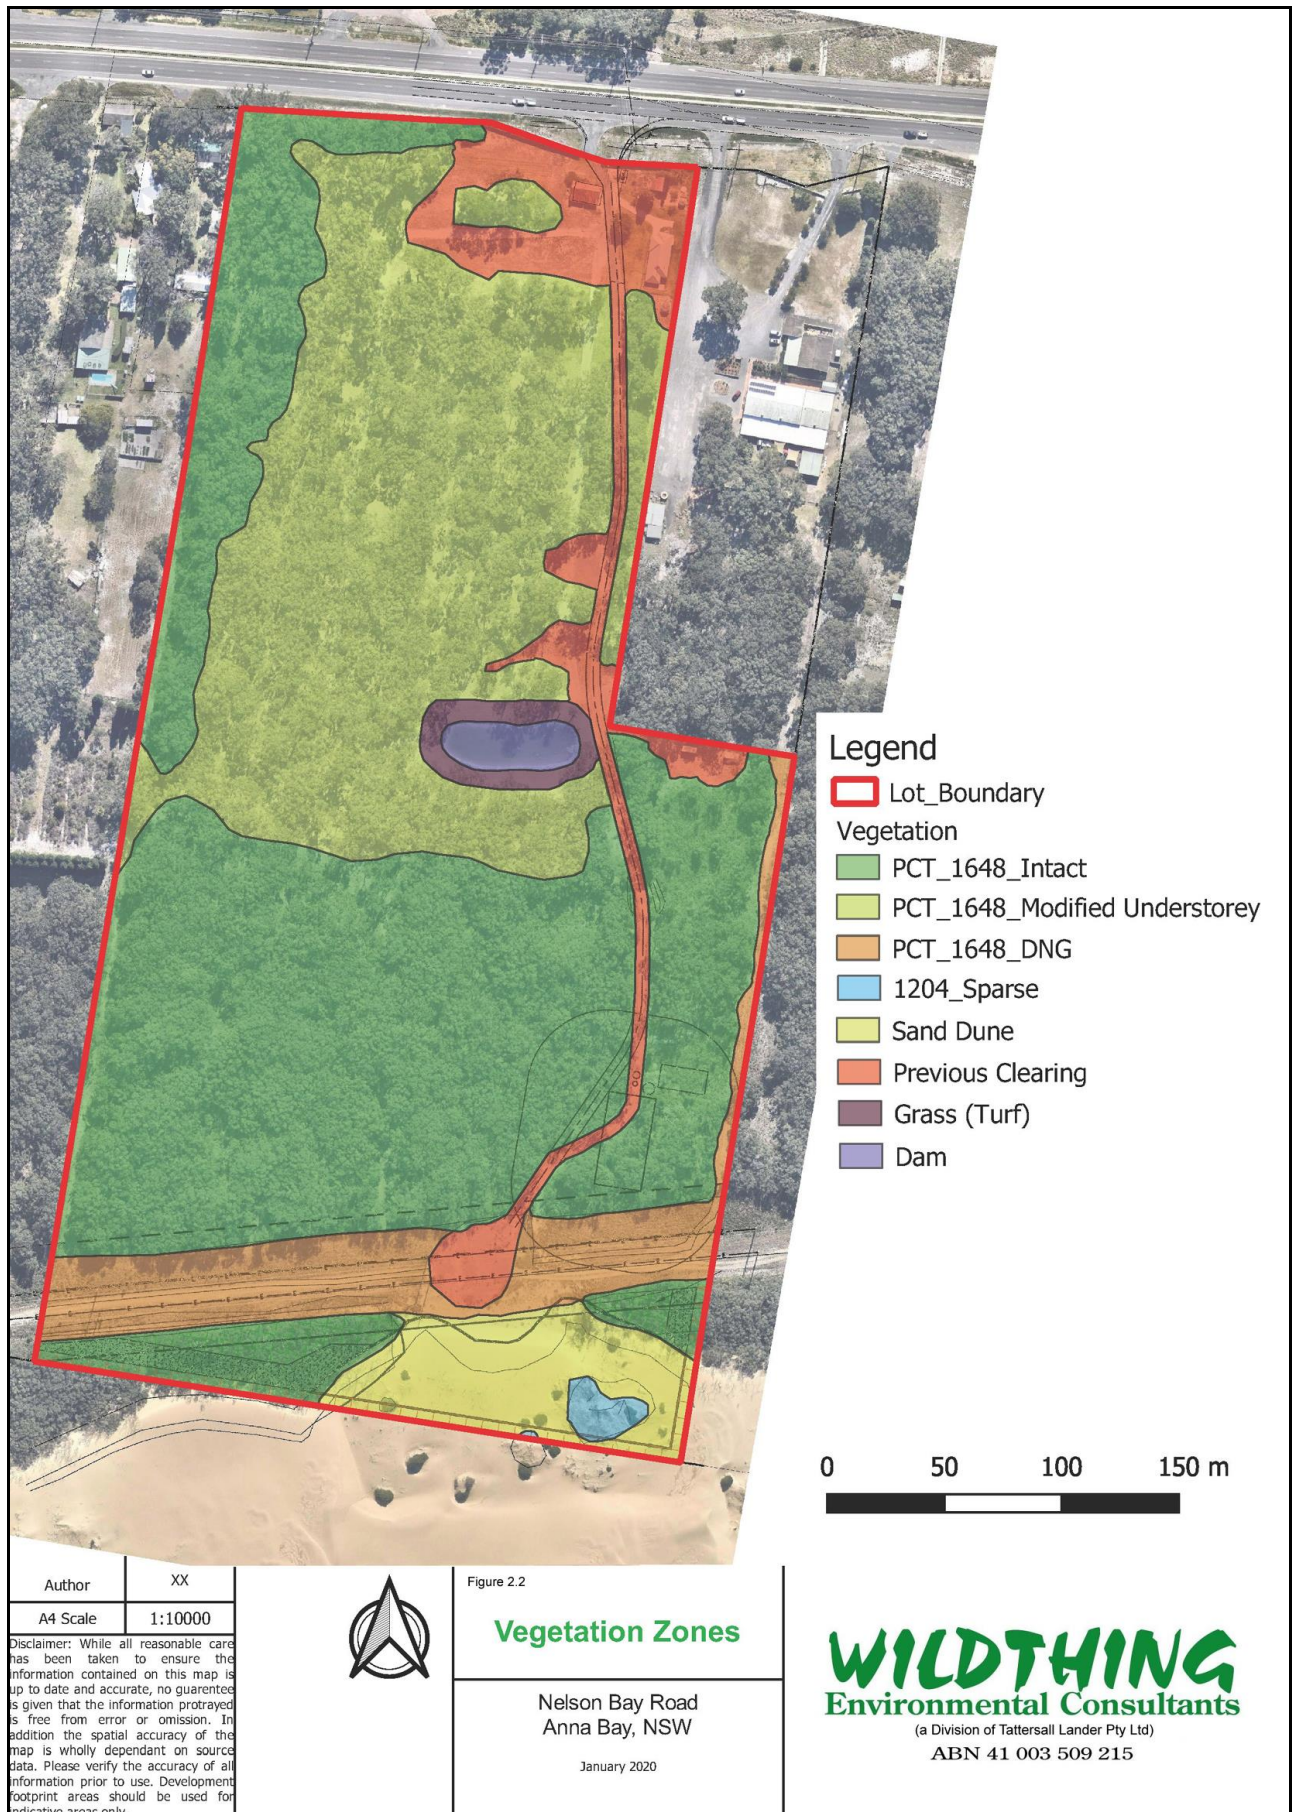 Legend
Lot_Boundary
Vegetation
PCT_1648_Intact
PCT_1648_Modified Understorey
PCT_1648_DNG
1204_Sparse
Sand Dune
Previous Clearing
Grass (Turf)
Dam
0 50 100 150 m
Author XX
A4 Scale 1:10000
Disclaimer: While all reasonable care
has been taken to ensure the
information contained on this map is
up to date and accurate, no guarentee
is given that the information protrayed
is free from error or omission. In
addition the spatial accuracy of the
map is wholly dependant on source
data. Please verify the accuracy of all
information prior to use. Development
footprint areas should be used for
indicative areas only
Figure 2.2
Vegetation Zones
Nelson Bay Road
Anna Bay, NSW
January 2020
WILDTHING
Environmental Consultants
(a Division of Tattersall Lander Pty Ltd)
ABN 41 003 509 215